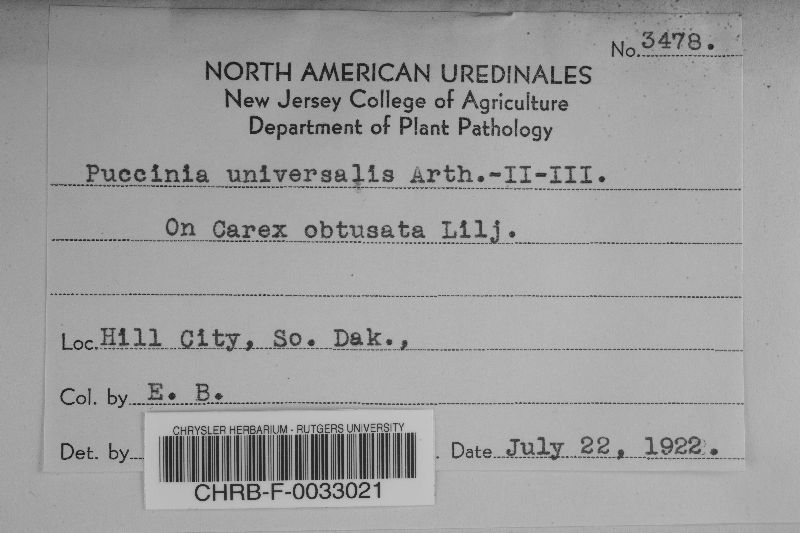 No. 3478.
NORTH AMERICAN UREDINALES
New Jersey College of Agriculture
Department of Plant Pathology
Puccinia universalis Arth.-II-III.
On Carex obtusata Lilj.
Loc. Hill City, So. Dak.,
Col. by E. B.
CHRYSLER HERBARIUM - RUTGERS UNIVERSITY
Det. by Date July 22, 1922.
CHRB-F-0033021